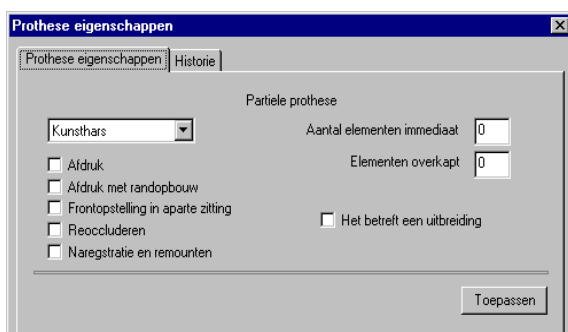 Prothese eigenschappen
Prothese eigenschappen Historie
Partiele prothese
Kunsthars
Aantal elementen immediaat 0
Elementen overkapt 0
Afdruk
Afdruk met randopbouw
Frontopstelling in aparte zitting
Reoccluderen
Naregstratie en remounten
Het betreft een uitbreiding
Toepassen